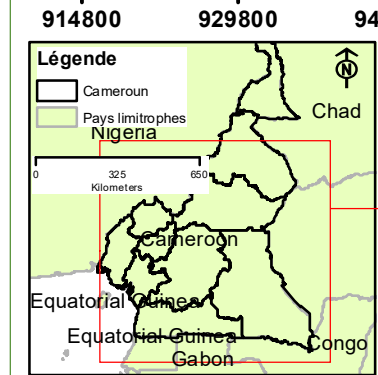 914800 929800 94
Légende
Cameroun
Pays limitrophes
N
Chad
Nigeria
0 325 650
Kilometers
Cameroon
Equatorial Guinea
Equatorial Guinea
Congo
Gabon